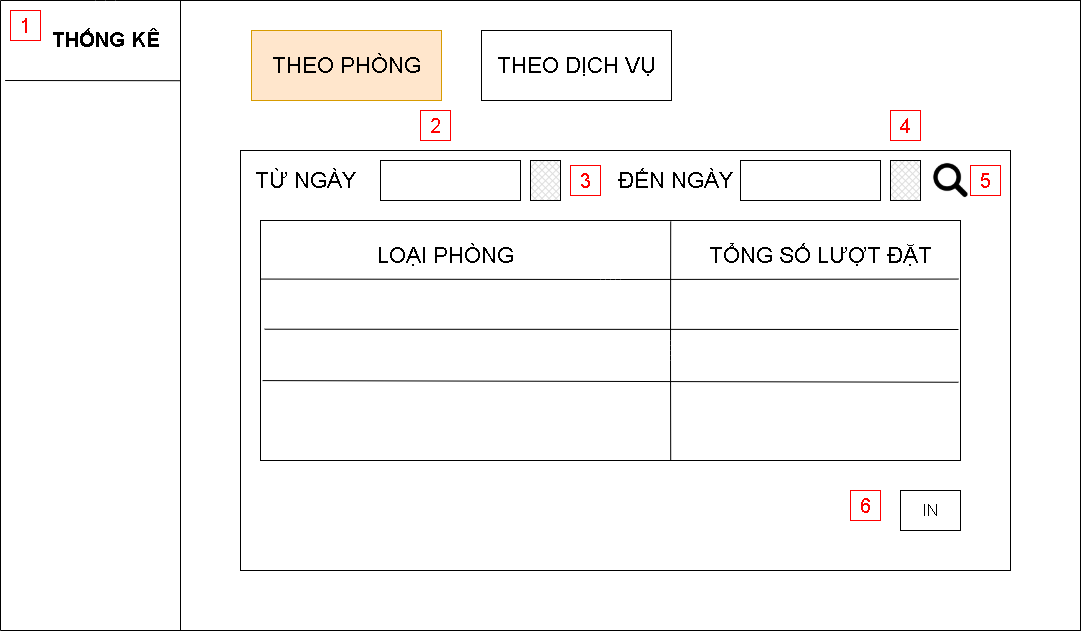 1
THỐNG KÊ
THEO PHÒNG
THEO DỊCH VỤ
2
4
TỪ NGÀY
3
ĐẾN NGÀY
5
LOẠI PHÒNG
TỔNG SỐ LƯỢT ĐẶT
6
IN